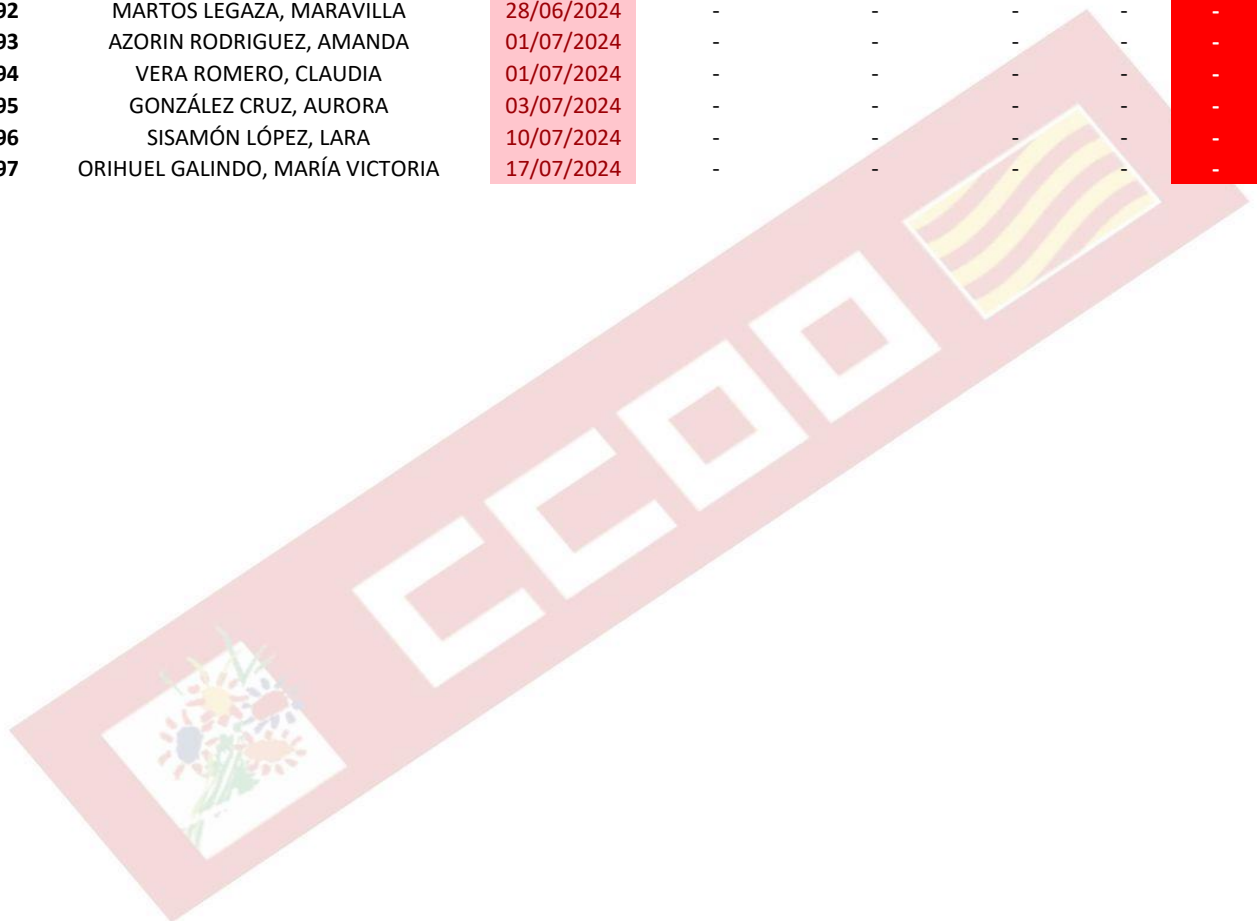 92 MARTOS LEGAZA, MARAVILLA 28/06/2024 - - - - -
93 AZORIN RODRIGUEZ, AMANDA 01/07/2024 - - - - -
94 VERA ROMERO, CLAUDIA 01/07/2024 - - - - -
95 GONZÁLEZ CRUZ, AURORA 03/07/2024 - - - - -
96 SISAMÓN LÓPEZ, LARA 10/07/2024 - - - - -
97 ORIHUEL GALINDO, MARÍA VICTORIA 17/07/2024 - - - - -
CCOO